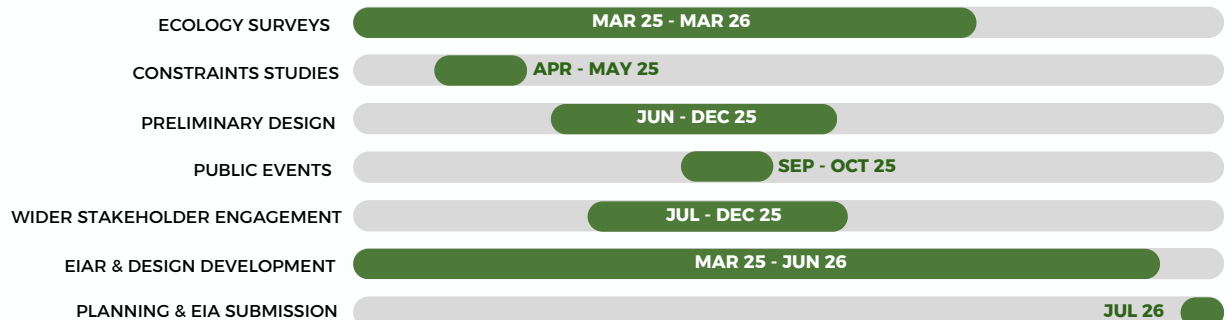 ECOLOGY SURVEYS MAR 25 - MAR 26
CONSTRAINTS STUDIES APR - MAY 25
PRELIMINARY DESIGN JUN - DEC 25
PUBLIC EVENTS SEP - OCT 25
WIDER STAKEHOLDER ENGAGEMENT JUL - DEC 25
EIAR & DESIGN DEVELOPMENT MAR 25 - JUN 26
PLANNING & EIA SUBMISSION JUL 26